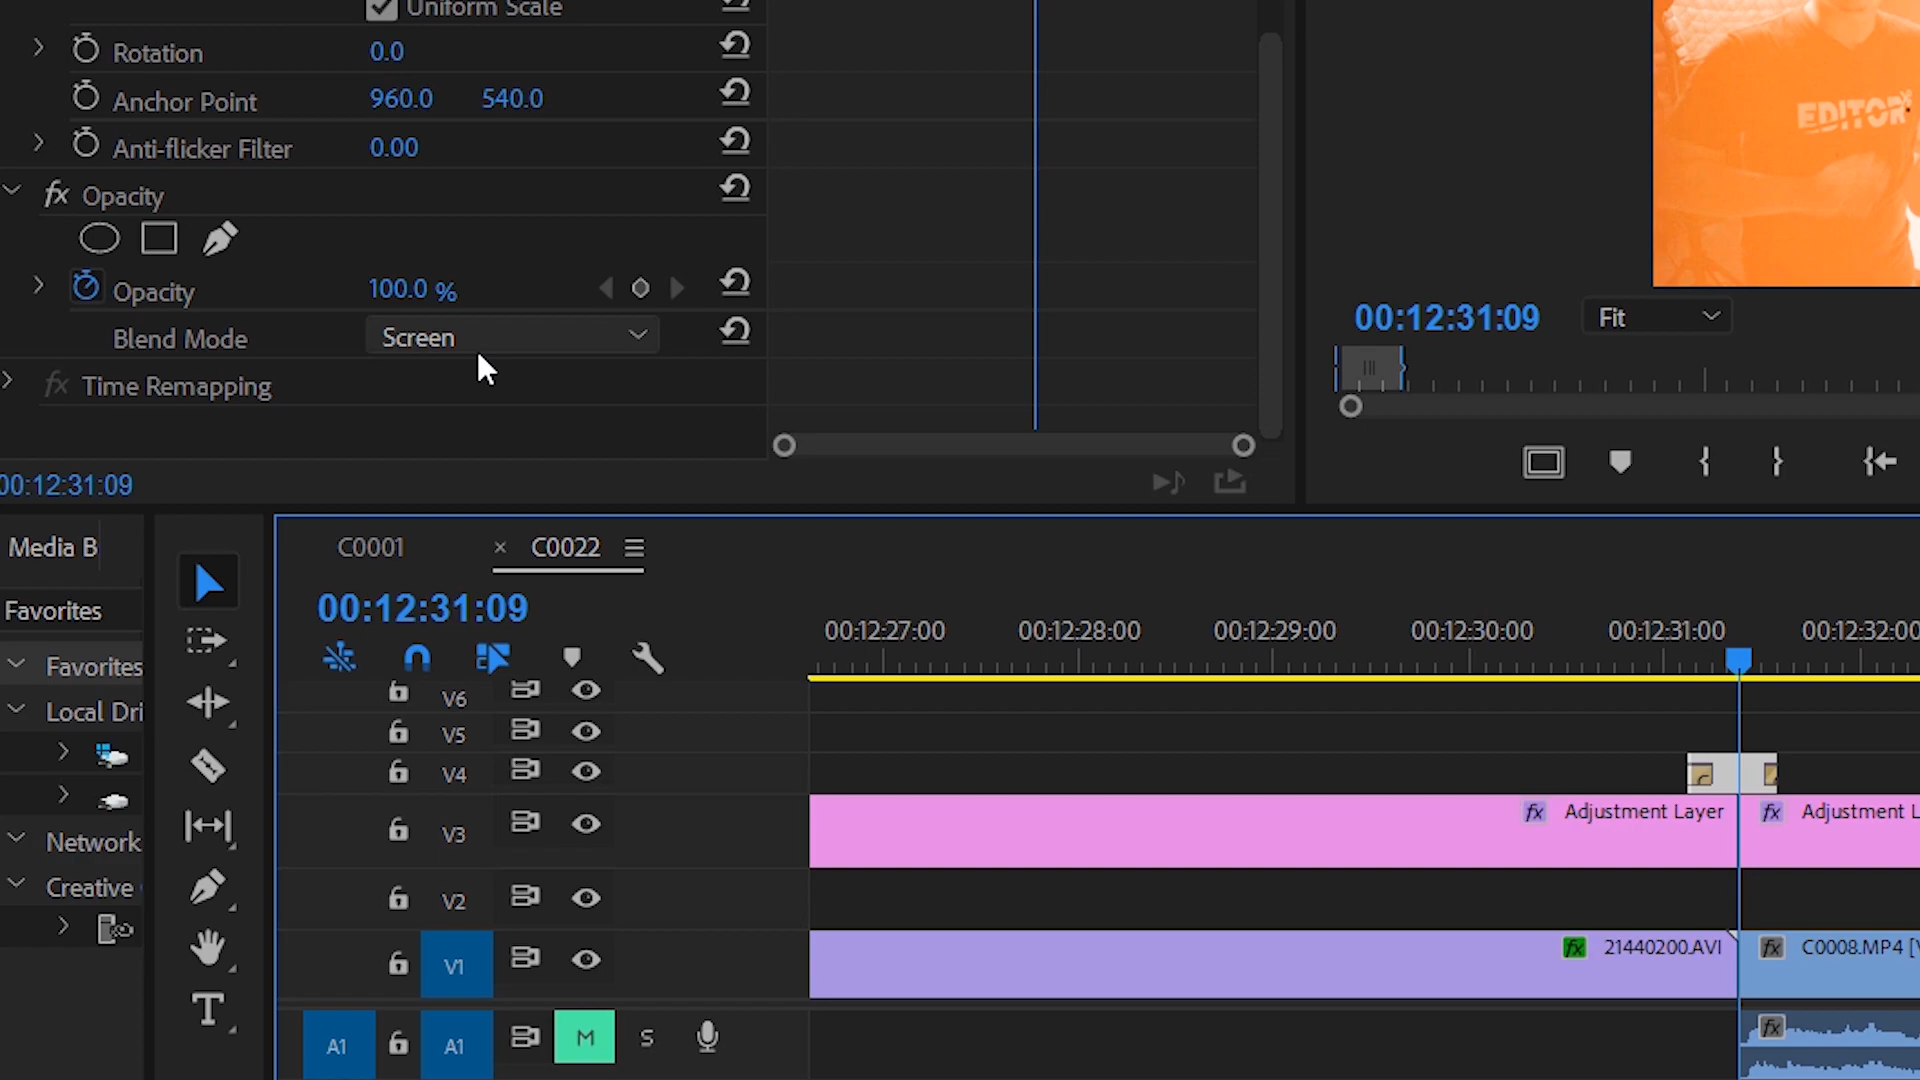 Uniform Scale
Rotation 0.0
Anchor Point 960.0 540.0
Anti-flicker Filter 0.00
fx Opacity
Opacity 100.0 %
Blend Mode Screen
fx Time Remapping
00:12:31:09
EDITOR
00:12:31:09 Fit
Media B
Favorites
Favorites
Local Dri
Network
Creative
C0001 × C0022
00:12:31:09
00:12:27:00 00:12:28:00 00:12:29:00 00:12:30:00 00:12:31:00 00:12:32:00
V6
V5
V4
V3 fx Adjustment Layer fx Adjustment L
V2
V1 fx 21440200.AVI fx C0008.MP4 [V
A1 A1 M S fx